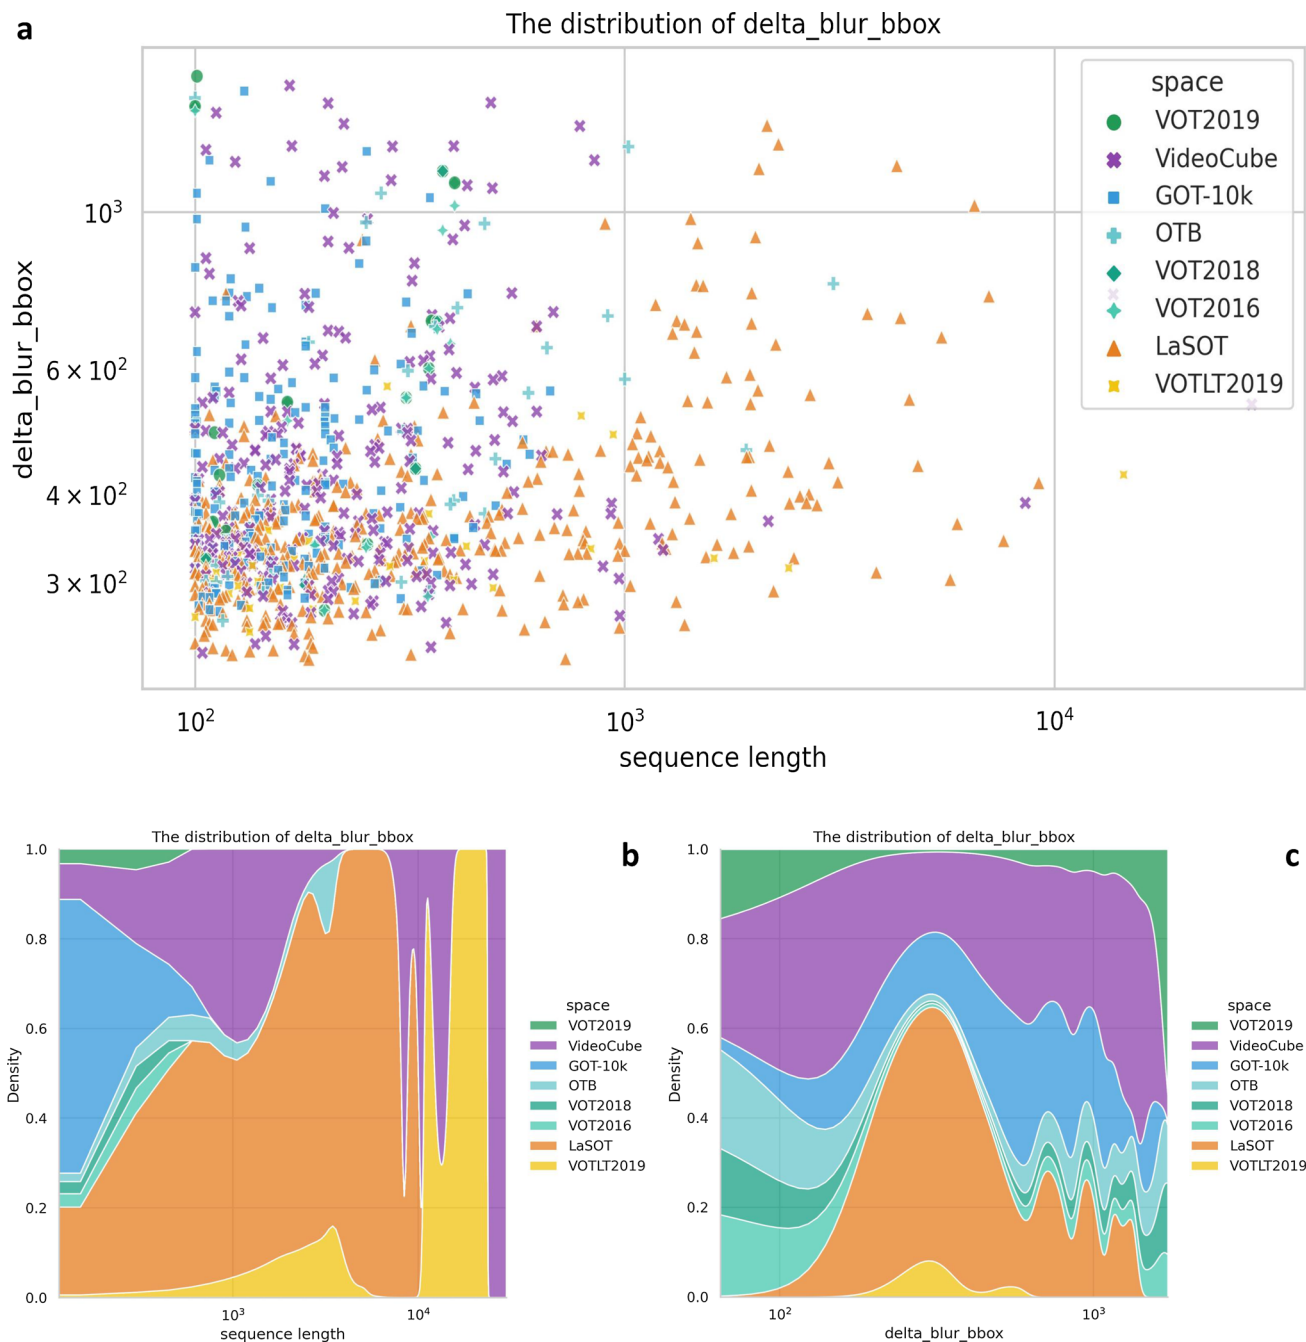 a
The distribution of delta_blur_bbox
space
VOT2019
VideoCube
GOT-10k
OTB
VOT2018
VOT2016
LaSOT
VOTLT2019
delta_blur_bbox
10³
6 × 10²
4 × 10²
3 × 10²
10² 10³ 10⁴
sequence length
The distribution of delta_blur_bbox
b
Density
1.0
0.8
0.6
0.4
0.2
0.0
10³ 10⁴
sequence length
space
VOT2019
VideoCube
GOT-10k
OTB
VOT2018
VOT2016
LaSOT
VOTLT2019
The distribution of delta_blur_bbox
c
Density
1.0
0.8
0.6
0.4
0.2
0.0
10² 10³
delta_blur_bbox
space
VOT2019
VideoCube
GOT-10k
OTB
VOT2018
VOT2016
LaSOT
VOTLT2019